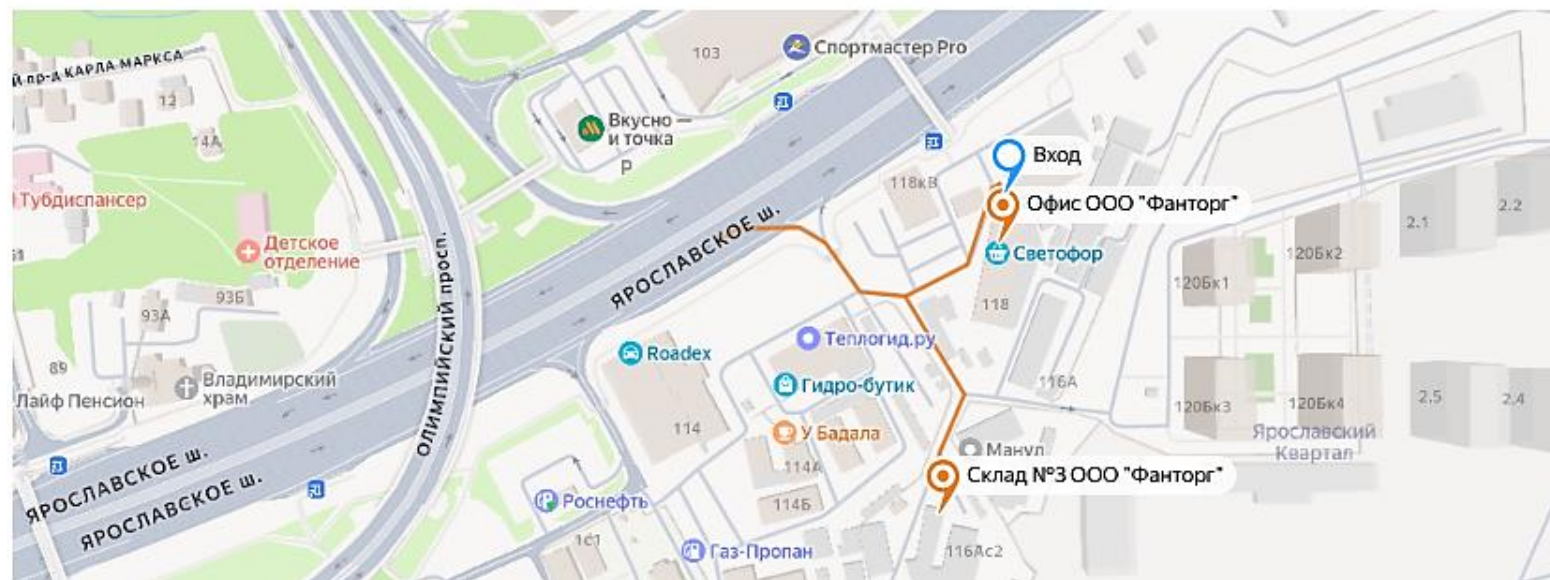 103
Спортмастер Pro
й пр-д КАРЛА МАРКСА
12
14А
Вкусно —
и точка
P
Вход
118кВ
Тубдиспансер
Офис ООО "Фанторг"
2.1
2.2
Детское
отделение
ЯРОСЛАВСКОЕ ш.
Светофор
120Бк2
120Бк1
93Б
93А
118
ОЛИМПИЙСКИЙ просп.
Теплогид.ру
Roadex
89
Владимирский
храм
Лайф Пенсион
Гидро-бутик
116А
120Бк3
120Бк4
2.5
2.4
114
У Бадала
Ярославский
Квартал
Манул
114А
ЯРОСЛАВСКОЕ ш.
ЯРОСЛАВСКОЕ ш.
Склад №3 ООО "Фанторг"
Роснефть
114Б
1с1
Газ-Пропан
116Ас2